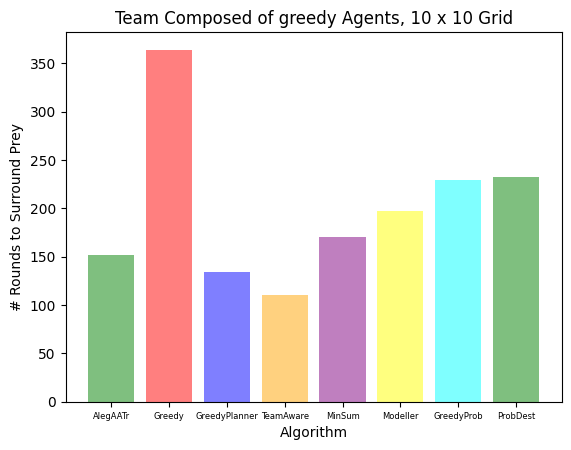 Team Composed of greedy Agents, 10 x 10 Grid
# Rounds to Surround Prey
350
300
250
200
150
100
50
0
AlegAATr Greedy GreedyPlanner TeamAware MinSum Modeller GreedyProb ProbDest
Algorithm